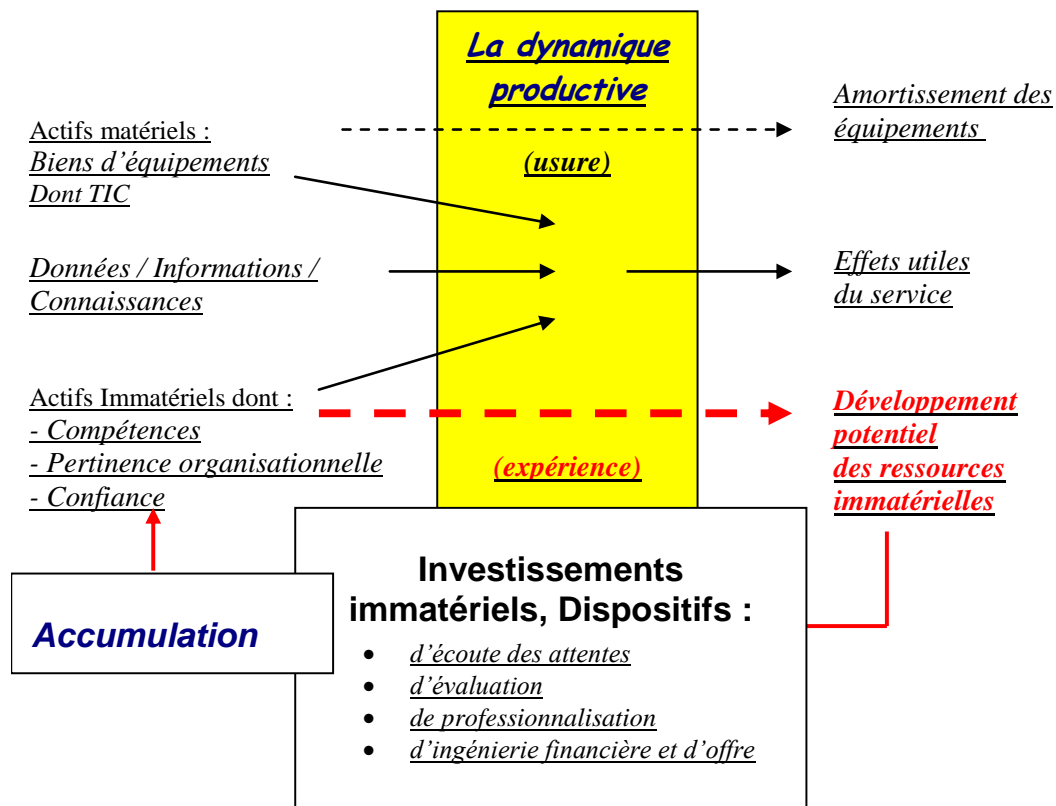 La dynamique
productive
Actifs matériels :
Biens d'équipements
Dont TIC
(usure)
Amortissement des
équipements
Données / Informations /
Connaissances
Effets utiles
du service
Actifs Immatériels dont :
- Compétences
- Pertinence organisationnelle
- Confiance
(expérience)
Développement
potentiel
des ressources
immatérielles
Accumulation
Investissements
immatériels, Dispositifs :
• d'écoute des attentes
• d'évaluation
• de professionnalisation
• d'ingénierie financière et d'offre